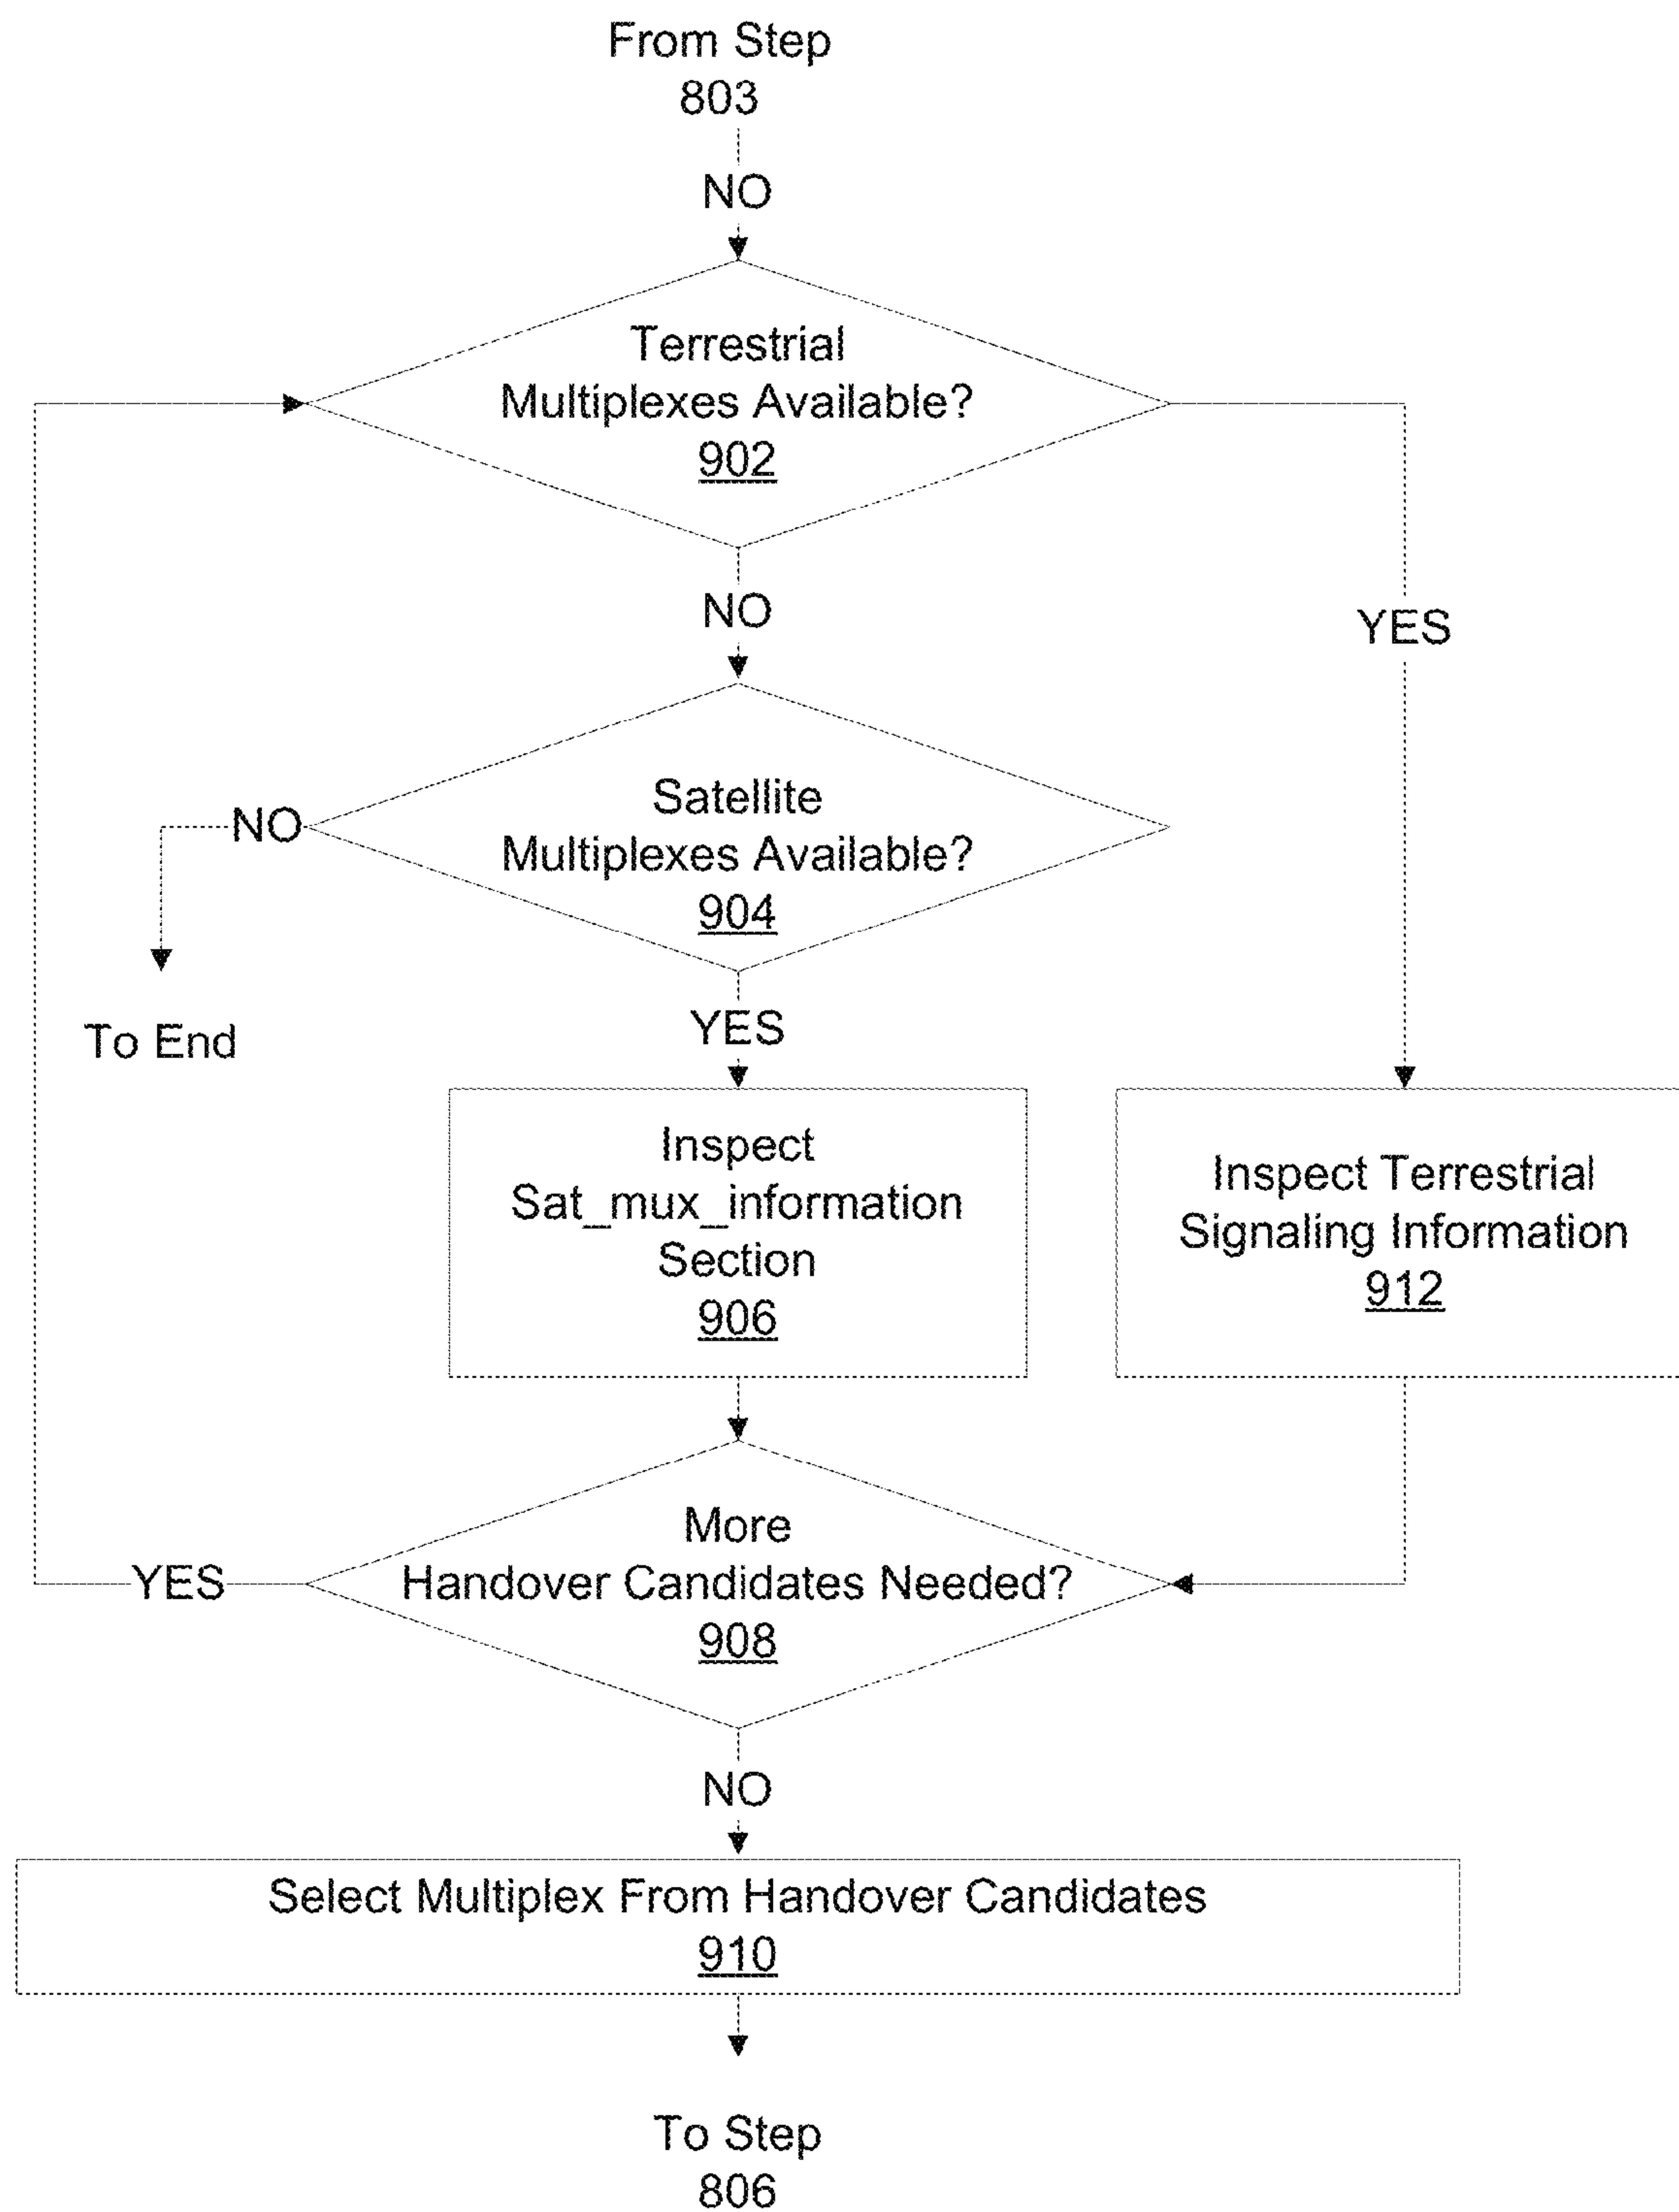 From Step
803
NO
Terrestrial
Multiplexes Available?
902
NO
YES
Satellite
Multiplexes Available?
904
NO
To End
YES
Inspect
Sat_mux_information
Section
906
Inspect Terrestrial
Signaling Information
912
More
Handover Candidates Needed?
908
YES
NO
Select Multiplex From Handover Candidates
910
To Step
806